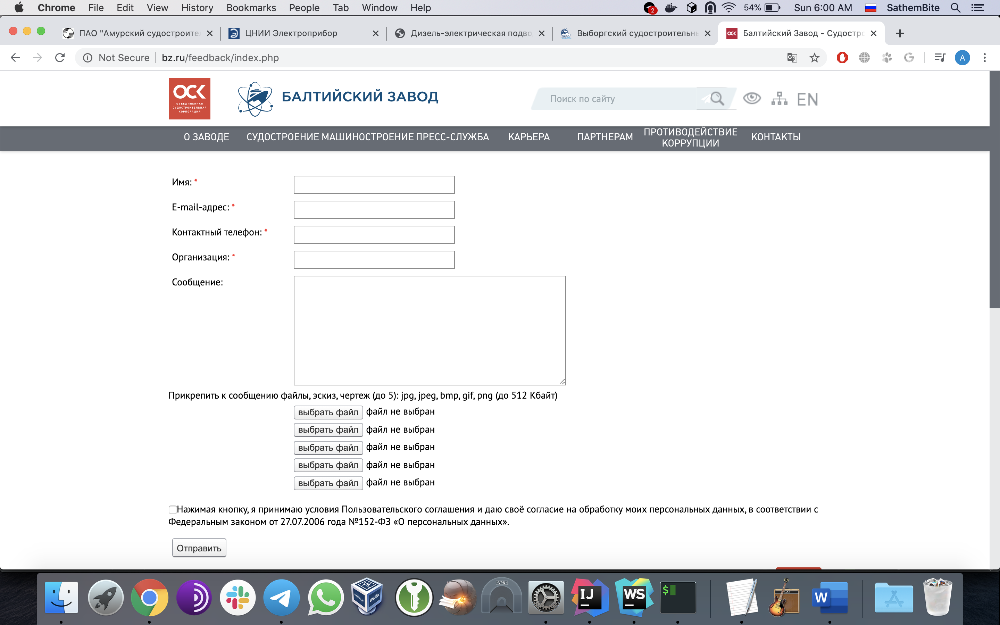 Chrome File Edit View History Bookmarks People Tab Window Help 2 54% Sun 6:00 AM SathemBite
ПАО "Амурский судостроител ЦНИИ Электроприбор Дизель-электрическая подво Выборгский судостроительн Балтийский Завод - Судостро
Not Secure bz.ru/feedback/index.php A
ОСК
ОБЪЕДИНЕННАЯ
СУДОСТРОИТЕЛЬНАЯ
КОРПОРАЦИЯ
БАЛТИЙСКИЙ ЗАВОД
Поиск по сайту
EN
О ЗАВОДЕ СУДОСТРОЕНИЕ МАШИНОСТРОЕНИЕ ПРЕСС-СЛУЖБА КАРЬЕРА ПАРТНЕРАМ ПРОТИВОДЕЙСТВИЕ КОРРУПЦИИ КОНТАКТЫ
Имя: *
E-mail-адрес: *
Контактный телефон: *
Организация: *
Сообщение:
Прикрепить к сообщению файлы, эскиз, чертеж (до 5): jpg, jpeg, bmp, gif, png (до 512 Кбайт)
выбрать файл файл не выбран
выбрать файл файл не выбран
выбрать файл файл не выбран
выбрать файл файл не выбран
выбрать файл файл не выбран
Нажимая кнопку, я принимаю условия Пользовательского соглашения и даю своё согласие на обработку моих персональных данных, в соответствии с
Федеральным законом от 27.07.2006 года №152-ФЗ «О персональных данных».
Отправить
VPN
IJ
WS
$
W